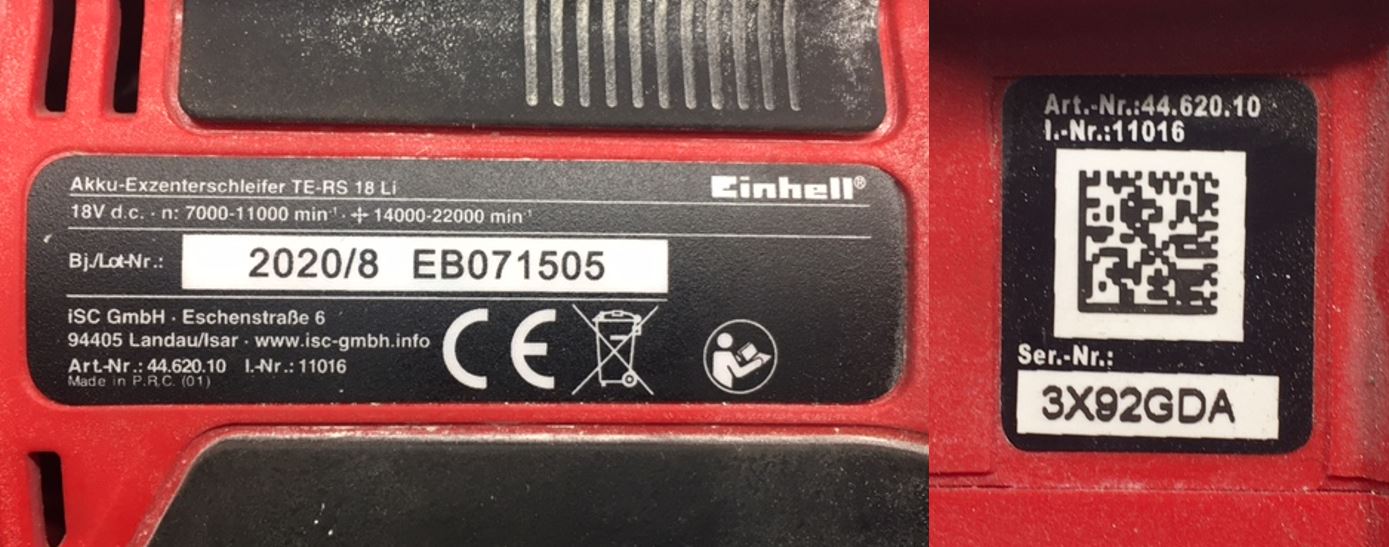 Akku-Exzenterschleifer TE-RS 18 Li
Einhell®
18V d.c. · n: 7000-11000 min⁻¹ · 14000-22000 min⁻¹
Bj./Lot-Nr.: 2020/8 EB071505
iSC GmbH · Eschenstraße 6
94405 Landau/Isar · www.isc-gmbh.info
Art.-Nr.: 44.620.10 I.-Nr.: 11016
Made in P.R.C. (01)
CE
Art.-Nr.:44.620.10
I.-Nr.:11016
Ser.-Nr.:
3X92GDA